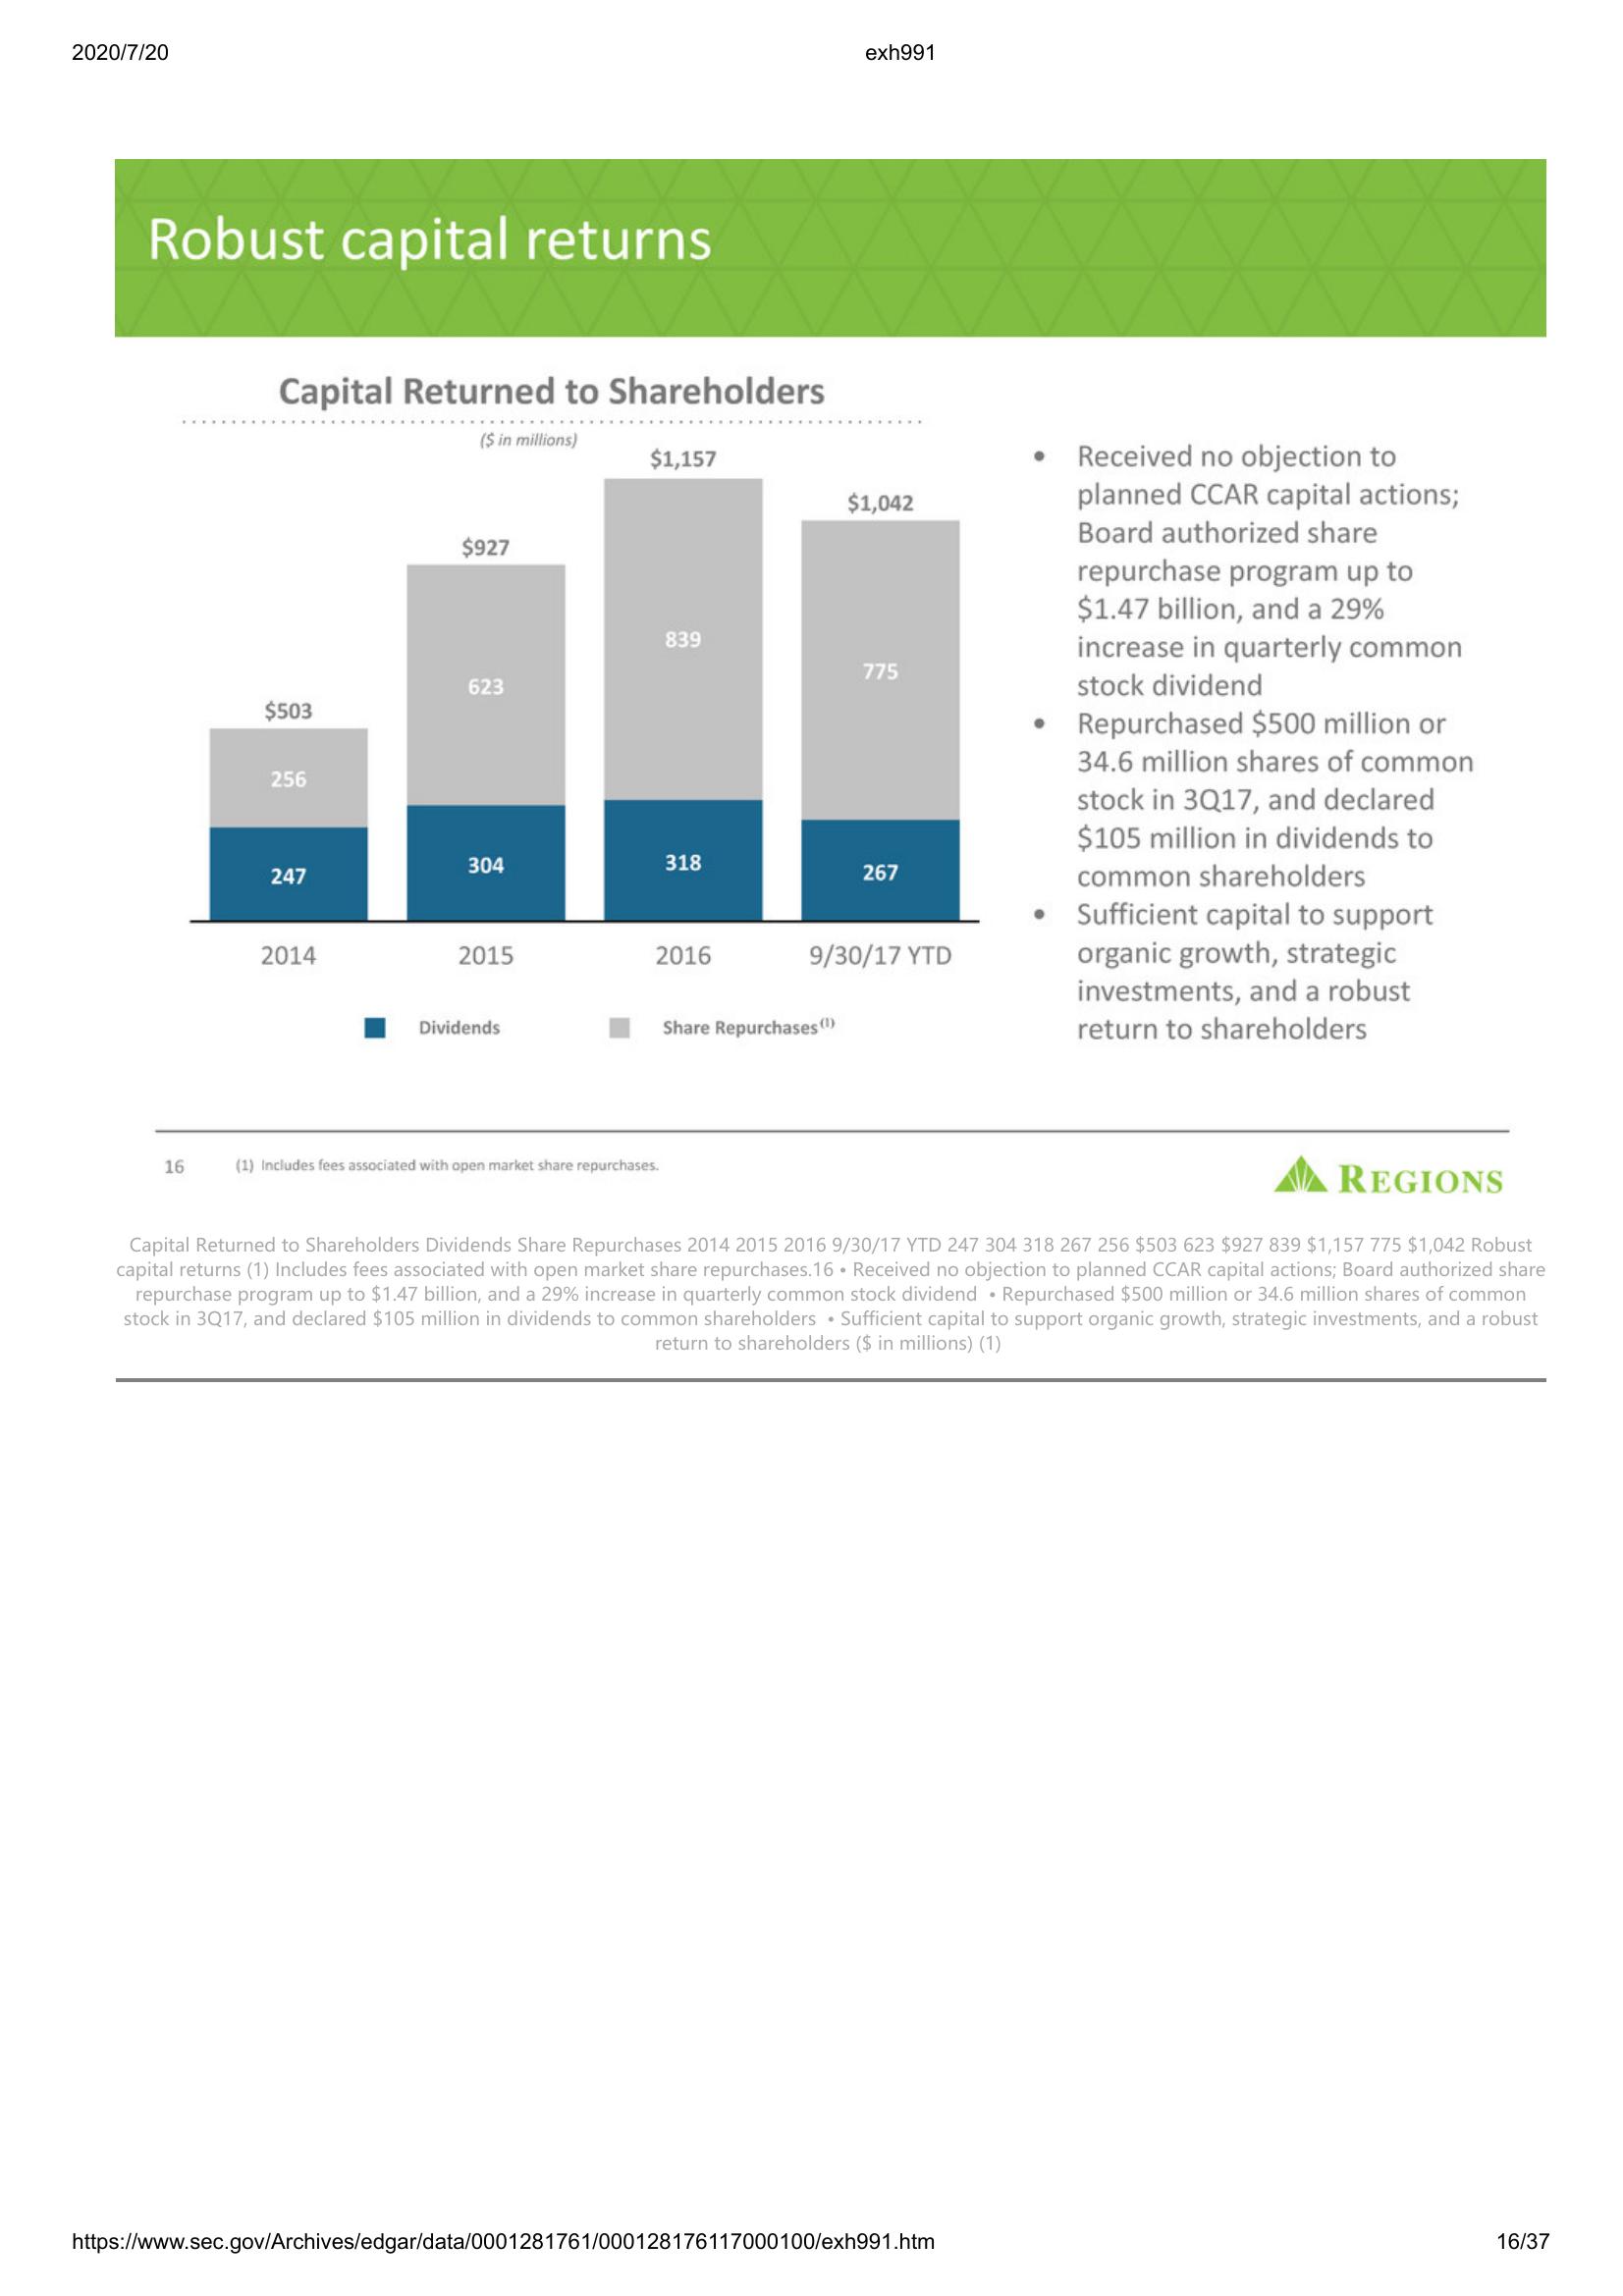 2020/7/20
exh991
Robust capital returns
Capital Returned to Shareholders
($ in millions)
$503
256
247
$927
623
304
$1,157
839
318
$1,042
775
267
2014
2015
2016
9/30/17 YTD
Dividends
Share Repurchases(1)
• Received no objection to
planned CCAR capital actions;
Board authorized share
repurchase program up to
$1.47 billion, and a 29%
increase in quarterly common
stock dividend
• Repurchased $500 million or
34.6 million shares of common
stock in 3Q17, and declared
$105 million in dividends to
common shareholders
• Sufficient capital to support
organic growth, strategic
investments, and a robust
return to shareholders
16
(1) Includes fees associated with open market share repurchases.
REGIONS
Capital Returned to Shareholders Dividends Share Repurchases 2014 2015 2016 9/30/17 YTD 247 304 318 267 256 $503 623 $927 839 $1,157 775 $1,042 Robust
capital returns (1) Includes fees associated with open market share repurchases.16 • Received no objection to planned CCAR capital actions; Board authorized share
repurchase program up to $1.47 billion, and a 29% increase in quarterly common stock dividend • Repurchased $500 million or 34.6 million shares of common
stock in 3Q17, and declared $105 million in dividends to common shareholders • Sufficient capital to support organic growth, strategic investments, and a robust
return to shareholders ($ in millions) (1)
https://www.sec.gov/Archives/edgar/data/0001281761/000128176117000100/exh991.htm
16/37